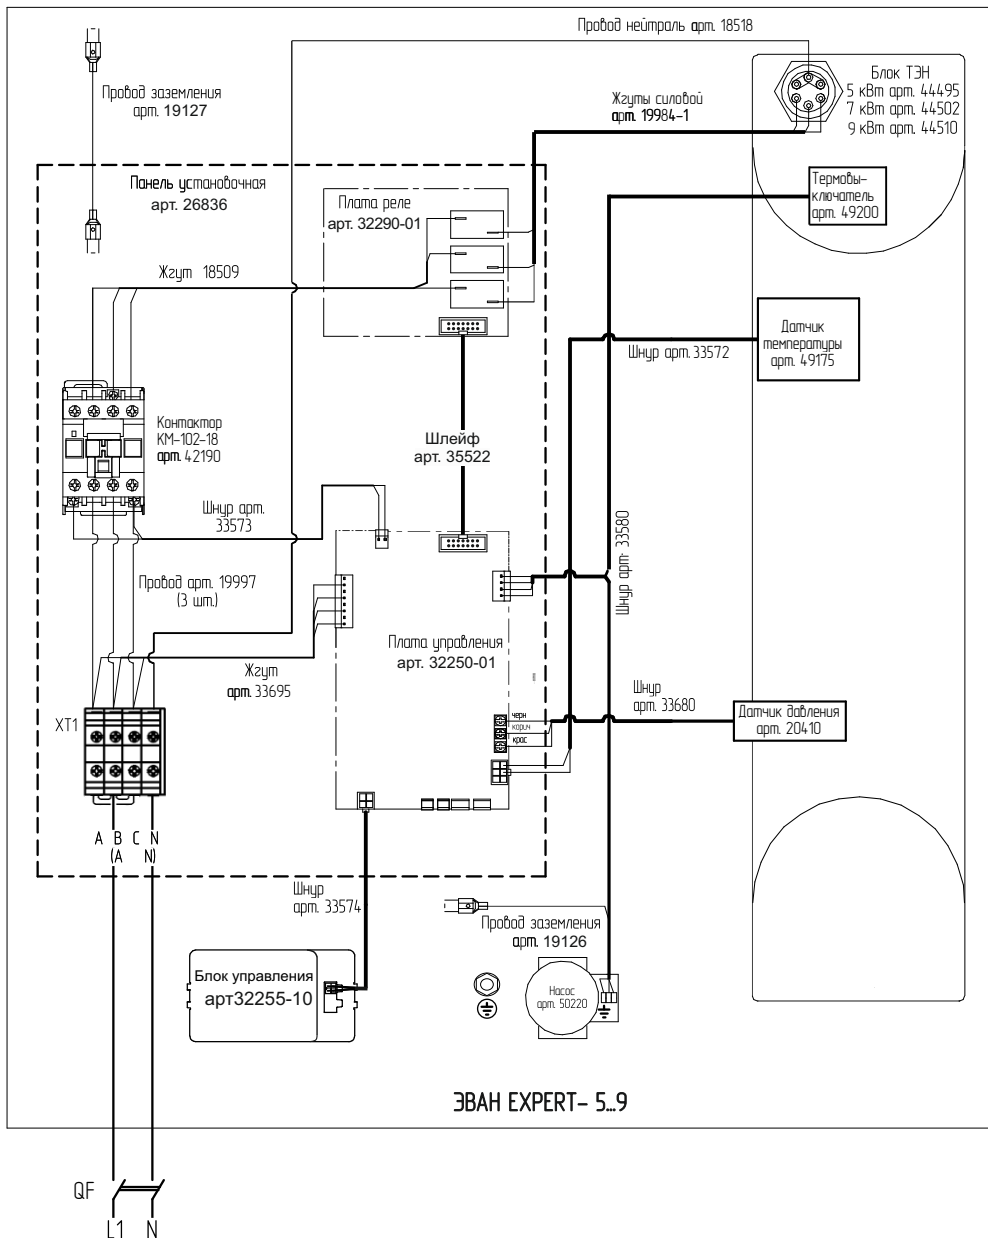 Провод нейтраль арт. 18518
Провод заземления
арт. 19127
Блок ТЭН
5 кВт арт. 44495
7 кВт арт. 44502
9 кВт арт. 44510
Жгуты силовой
арт. 19984-1
Панель установочная
арт. 26836
Плата реле
арт. 32290-01
Термовы-
ключатель
арт. 49200
Жгут 18509
Датчик
температуры
арт. 49175
Шнур арт. 33572
Контактор
КМ-102-18
арт. 42190
Шлейф
арт. 35522
Шнур арт.
33573
Шнур арт. 33580
Провод арт. 19997
(3 шт.)
Плата управления
арт. 32250-01
Жгут
арт. 33695
Шнур
арт. 33680
XT1
черн
корич
крас
Датчик давления
арт. 20410
A B C N
(A N)
Шнур
арт. 33574
Провод заземления
арт. 19126
Блок управления
арт32255-10
Насос
арт. 50220
ЭВАН EXPERT- 5...9
QF
L1 N